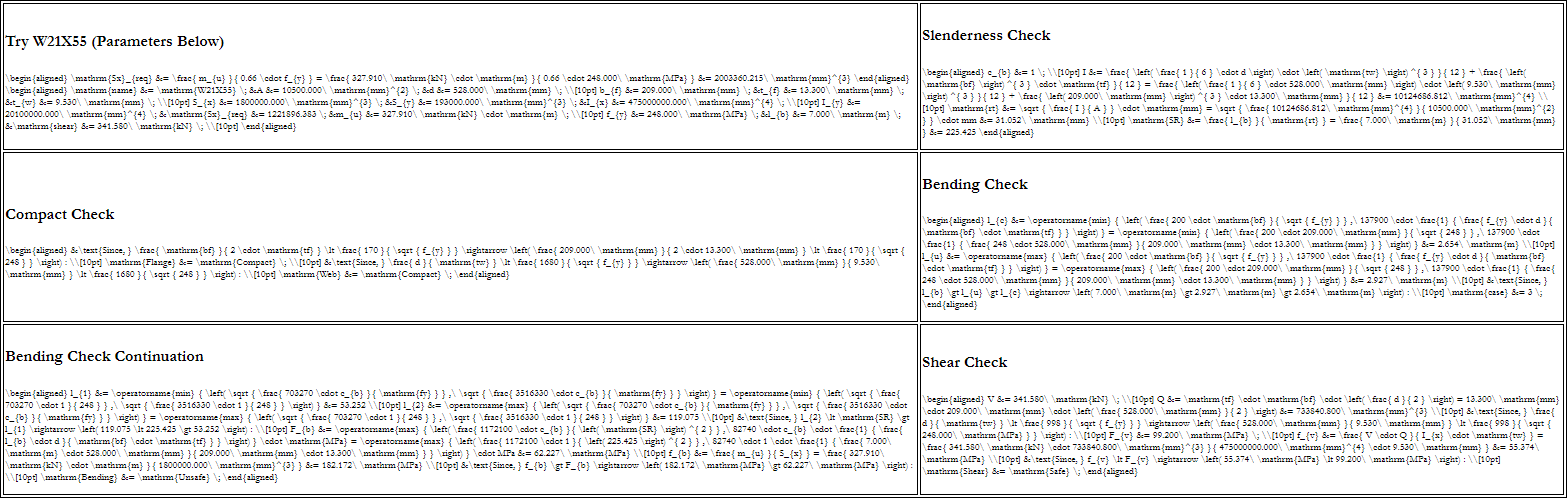 Try W21X55 (Parameters Below)
\begin{aligned} \mathrm{Sx}_{req} &= \frac{ m_{u} }{ 0.66 \cdot f_{y} } = \frac{ 327.910\ \mathrm{kN} \cdot \mathrm{m} }{ 0.66 \cdot 248.000\ \mathrm{MPa} } &= 2003360.215\ \mathrm{mm}^{3} \end{aligned}
\begin{aligned} \mathrm{name} &= \mathrm{W21X55} \; &A &= 10500.000\ \mathrm{mm}^{2} \; &d &= 528.000\ \mathrm{mm} \; \\[10pt] b_{f} &= 209.000\ \mathrm{mm} \; &t_{f} &= 13.300\ \mathrm{mm} \;
&t_{w} &= 9.530\ \mathrm{mm} \; \\[10pt] S_{x} &= 1800000.000\ \mathrm{mm}^{3} \; &S_{y} &= 193000.000\ \mathrm{mm}^{3} \; &I_{x} &= 475000000.000\ \mathrm{mm}^{4} \; \\[10pt] I_{y} &=
20100000.000\ \mathrm{mm}^{4} \; &\mathrm{Sx}_{req} &= 1221896.383 \; &m_{u} &= 327.910\ \mathrm{kN} \cdot \mathrm{m} \; \\[10pt] f_{y} &= 248.000\ \mathrm{MPa} \; &l_{b} &= 7.000\ \mathrm{m} \;
&\mathrm{shear} &= 341.580\ \mathrm{kN} \; \\[10pt] \end{aligned}
Slenderness Check
\begin{aligned} c_{b} &= 1 \; \\[10pt] I &= \frac{ \left( \frac{ 1 }{ 6 } \cdot d \right) \cdot \left( \mathrm{tw} \right) ^{ 3 } }{ 12 } + \frac{ \left(
\mathrm{bf} \right) ^{ 3 } \cdot \mathrm{tf} }{ 12 } = \frac{ \left( \frac{ 1 }{ 6 } \cdot 528.000\ \mathrm{mm} \right) \cdot \left( 9.530\ \mathrm{mm}
\right) ^{ 3 } }{ 12 } + \frac{ \left( 209.000\ \mathrm{mm} \right) ^{ 3 } \cdot 13.300\ \mathrm{mm} }{ 12 } &= 10124686.812\ \mathrm{mm}^{4} \\
[10pt] \mathrm{rt} &= \sqrt { \frac{ I }{ A } } \cdot \mathrm{mm} = \sqrt { \frac{ 10124686.812\ \mathrm{mm}^{4} }{ 10500.000\ \mathrm{mm}^{2}
} } \cdot mm &= 31.052\ \mathrm{mm} \\[10pt] \mathrm{SR} &= \frac{ l_{b} }{ \mathrm{rt} } = \frac{ 7.000\ \mathrm{m} }{ 31.052\ \mathrm{mm}
} &= 225.425 \end{aligned}
Compact Check
\begin{aligned} &\text{Since, } \frac{ \mathrm{bf} }{ 2 \cdot \mathrm{tf} } \lt \frac{ 170 }{ \sqrt { f_{y} } } \rightarrow \left( \frac{ 209.000\ \mathrm{mm} }{ 2 \cdot 13.300\ \mathrm{mm} } \lt \frac{ 170 }{ \sqrt {
248 } } \right) : \\[10pt] \mathrm{Flange} &= \mathrm{Compact} \; \\[10pt] &\text{Since, } \frac{ d }{ \mathrm{tw} } \lt \frac{ 1680 }{ \sqrt { f_{y} } } \rightarrow \left( \frac{ 528.000\ \mathrm{mm} }{ 9.530\
\mathrm{mm} } \lt \frac{ 1680 }{ \sqrt { 248 } } \right) : \\[10pt] \mathrm{Web} &= \mathrm{Compact} \; \end{aligned}
Bending Check
\begin{aligned} l_{c} &= \operatorname{min} { \left( \frac{ 200 \cdot \mathrm{bf} }{ \sqrt { f_{y} } } ,\ 137900 \cdot \frac{1} { \frac{ f_{y} \cdot d }{
\mathrm{bf} \cdot \mathrm{tf} } } \right) } = \operatorname{min} { \left( \frac{ 200 \cdot 209.000\ \mathrm{mm} }{ \sqrt { 248 } } ,\ 137900
\cdot \frac{1} { \frac{ 248 \cdot 528.000\ \mathrm{mm} }{ 209.000\ \mathrm{mm} \cdot 13.300\ \mathrm{mm} } } \right) } &= 2.654\ \mathrm{m} \\[10pt]
l_{u} &= \operatorname{max} { \left( \frac{ 200 \cdot \mathrm{bf} }{ \sqrt { f_{y} } } ,\ 137900 \cdot \frac{1} { \frac{ f_{y} \cdot d }{ \mathrm{bf}
\cdot \mathrm{tf} } } \right) } = \operatorname{max} { \left( \frac{ 200 \cdot 209.000\ \mathrm{mm} }{ \sqrt { 248 } } ,\ 137900 \cdot \frac{1} { \frac{
248 \cdot 528.000\ \mathrm{mm} }{ 209.000\ \mathrm{mm} \cdot 13.300\ \mathrm{mm} } } \right) } &= 2.927\ \mathrm{m} \\[10pt] &\text{Since, }
l_{b} \gt l_{u} \gt l_{c} \rightarrow \left( 7.000\ \mathrm{m} \gt 2.927\ \mathrm{m} \gt 2.654\ \mathrm{m} \right) : \\[10pt] \mathrm{case} &= 3 \;
\end{aligned}
Bending Check Continuation
\begin{aligned} l_{1} &= \operatorname{min} { \left( \sqrt { \frac{ 703270 \cdot c_{b} }{ \mathrm{fy} } } ,\ \sqrt { \frac{ 3516330 \cdot c_{b} }{ \mathrm{fy} } } \right) } = \operatorname{min} { \left( \sqrt { \frac{
703270 \cdot 1 }{ 248 } } ,\ \sqrt { \frac{ 3516330 \cdot 1 }{ 248 } } \right) } &= 53.252 \\[10pt] l_{2} &= \operatorname{max} { \left( \sqrt { \frac{ 703270 \cdot c_{b} }{ \mathrm{fy} } } ,\ \sqrt { \frac{ 3516330 \cdot
c_{b} }{ \mathrm{fy} } } \right) } = \operatorname{max} { \left( \sqrt { \frac{ 703270 \cdot 1 }{ 248 } } ,\ \sqrt { \frac{ 3516330 \cdot 1 }{ 248 } } \right) } &= 119.075 \\[10pt] &\text{Since, } l_{2} \lt \mathrm{SR} \gt
l_{1} \rightarrow \left( 119.075 \lt 225.425 \gt 53.252 \right) : \\[10pt] F_{b} &= \operatorname{max} { \left( \frac{ 1172100 \cdot c_{b} }{ \left( \mathrm{SR} \right) ^{ 2 } } ,\ 82740 \cdot c_{b} \cdot \frac{1} { \frac{
l_{b} \cdot d }{ \mathrm{bf} \cdot \mathrm{tf} } } \right) } \cdot \mathrm{MPa} = \operatorname{max} { \left( \frac{ 1172100 \cdot 1 }{ \left( 225.425 \right) ^{ 2 } } ,\ 82740 \cdot 1 \cdot \frac{1} { \frac{ 7.000\
\mathrm{m} \cdot 528.000\ \mathrm{mm} }{ 209.000\ \mathrm{mm} \cdot 13.300\ \mathrm{mm} } } \right) } \cdot MPa &= 62.227\ \mathrm{MPa} \\[10pt] f_{b} &= \frac{ m_{u} }{ S_{x} } = \frac{ 327.910\
\mathrm{kN} \cdot \mathrm{m} }{ 1800000.000\ \mathrm{mm}^{3} } &= 182.172\ \mathrm{MPa} \\[10pt] &\text{Since, } f_{b} \gt F_{b} \rightarrow \left( 182.172\ \mathrm{MPa} \gt 62.227\ \mathrm{MPa} \right) :
\\[10pt] \mathrm{Bending} &= \mathrm{Unsafe} \; \end{aligned}
Shear Check
\begin{aligned} V &= 341.580\ \mathrm{kN} \; \\[10pt] Q &= \mathrm{tf} \cdot \mathrm{bf} \cdot \left( \frac{ d }{ 2 } \right) = 13.300\ \mathrm{mm}
\cdot 209.000\ \mathrm{mm} \cdot \left( \frac{ 528.000\ \mathrm{mm} }{ 2 } \right) &= 733840.800\ \mathrm{mm}^{3} \\[10pt] &\text{Since, } \frac{
d }{ \mathrm{tw} } \lt \frac{ 998 }{ \sqrt { f_{y} } } \rightarrow \left( \frac{ 528.000\ \mathrm{mm} }{ 9.530\ \mathrm{mm} } \lt \frac{ 998 }{ \sqrt {
248.000\ \mathrm{MPa} } } \right) : \\[10pt] F_{v} &= 99.200\ \mathrm{MPa} \; \\[10pt] f_{v} &= \frac{ V \cdot Q }{ I_{x} \cdot \mathrm{tw} } =
\frac{ 341.580\ \mathrm{kN} \cdot 733840.800\ \mathrm{mm}^{3} }{ 475000000.000\ \mathrm{mm}^{4} \cdot 9.530\ \mathrm{mm} } &= 55.374\
\mathrm{MPa} \\[10pt] &\text{Since, } f_{v} \lt F_{v} \rightarrow \left( 55.374\ \mathrm{MPa} \lt 99.200\ \mathrm{MPa} \right) : \\[10pt]
\mathrm{Shear} &= \mathrm{Safe} \; \end{aligned}